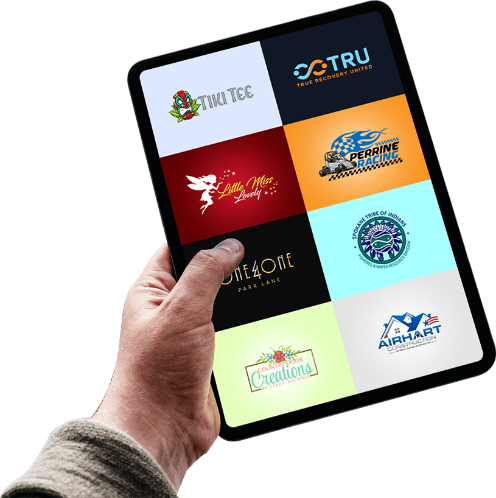 TIKI TEE
TRU
TRUE RECOVERY UNITED
Little Miss
Lovely
PERRINE
RACING
ONE4ONE
PARK LANE
SPOKANE TRIBE OF INDIANS
Creations
AIRHART
CONSTRUCTION